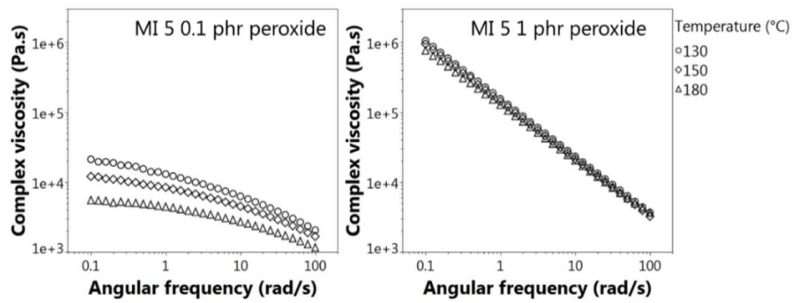 MI 5 0.1 phr peroxide
Complex viscosity (Pa.s)
1e+6
1e+5
1e+4
1e+3
0.1
1
10
100
Angular frequency (rad/s)
MI 5 1 phr peroxide
Complex viscosity (Pa.s)
1e+6
1e+5
1e+4
1e+3
0.1
1
10
100
Angular frequency (rad/s)
Temperature (°C)
130
150
180